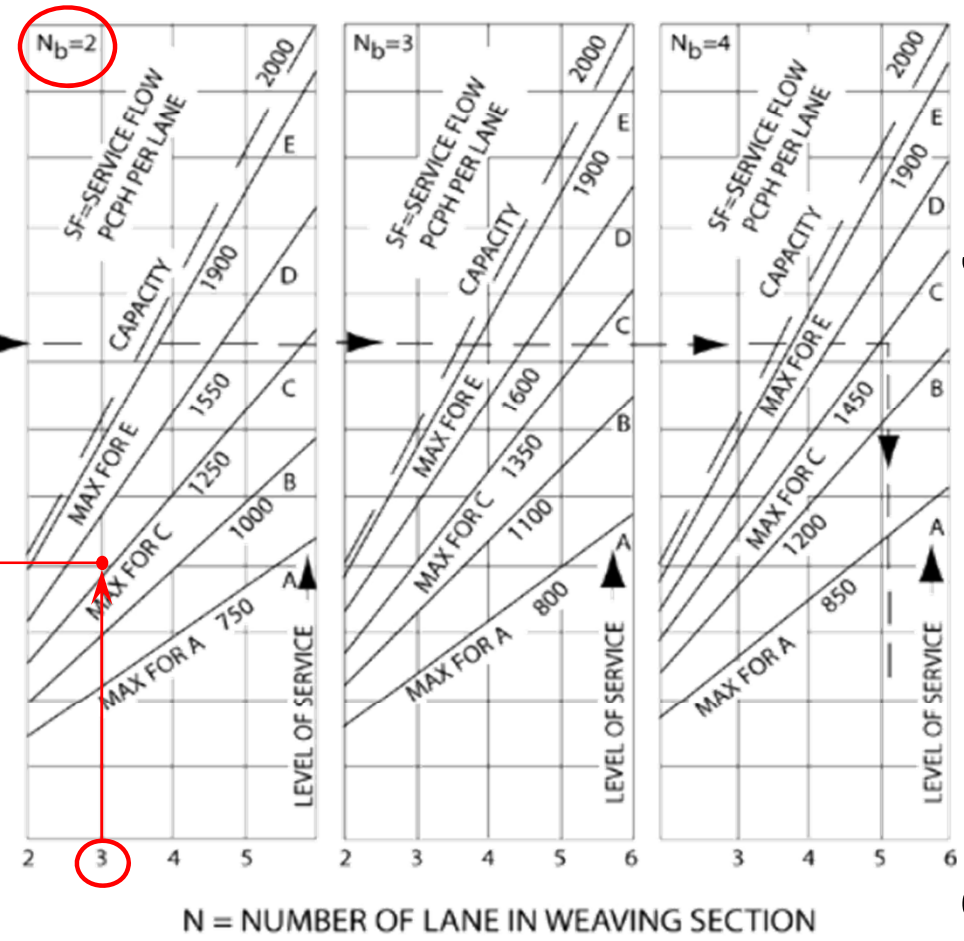 N_b=2
2000
E
SF=SERVICE FLOW
PCPH PER LANE
CAPACITY
1900
D
1550
C
MAX FOR E
1250
B
1000
MAX FOR C
A
750
MAX FOR A
LEVEL OF SERVICE
2 3 4 5
N_b=3
2000
E
SF=SERVICE FLOW
PCPH PER LANE
1900
CAPACITY
D
C
MAX FOR E
1600
B
1350
MAX FOR C
1100
A
800
MAX FOR A
LEVEL OF SERVICE
2 3 4 5 6
N_b=4
2000
E
SF=SERVICE FLOW
PCPH PER LANE
1900
D
CAPACITY
C
MAX FOR E
1450
B
MAX FOR C
1200
A
850
MAX FOR A
LEVEL OF SERVICE
3 4 5 6
N = NUMBER OF LANE IN WEAVING SECTION